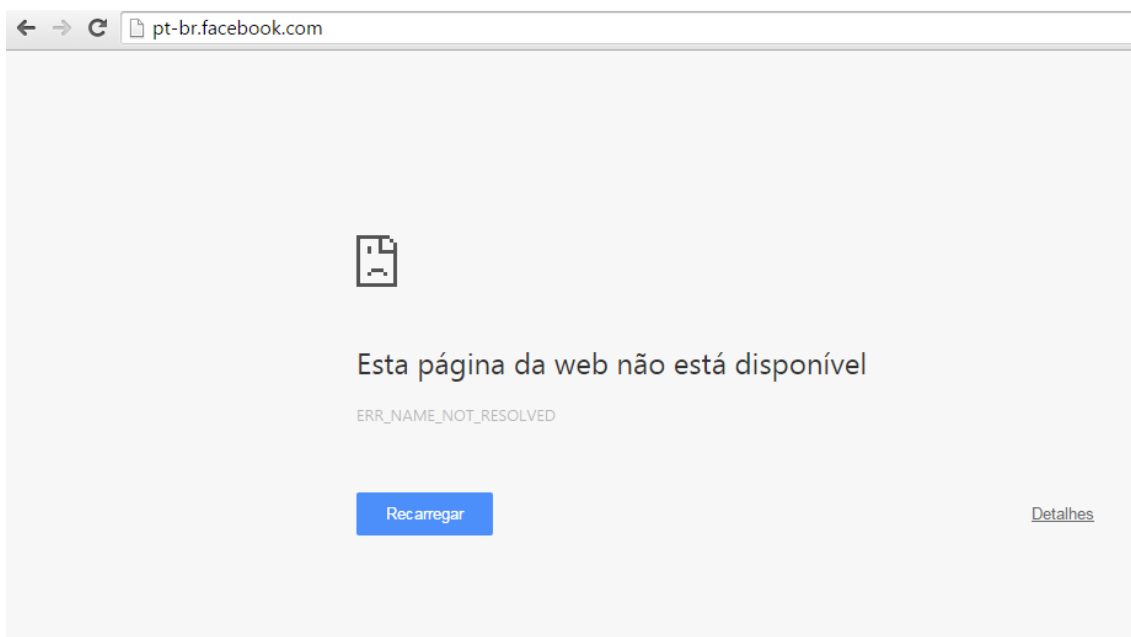 pt-br.facebook.com
Esta página da web não está disponível
ERR_NAME_NOT_RESOLVED
Recarregar
Detalhes